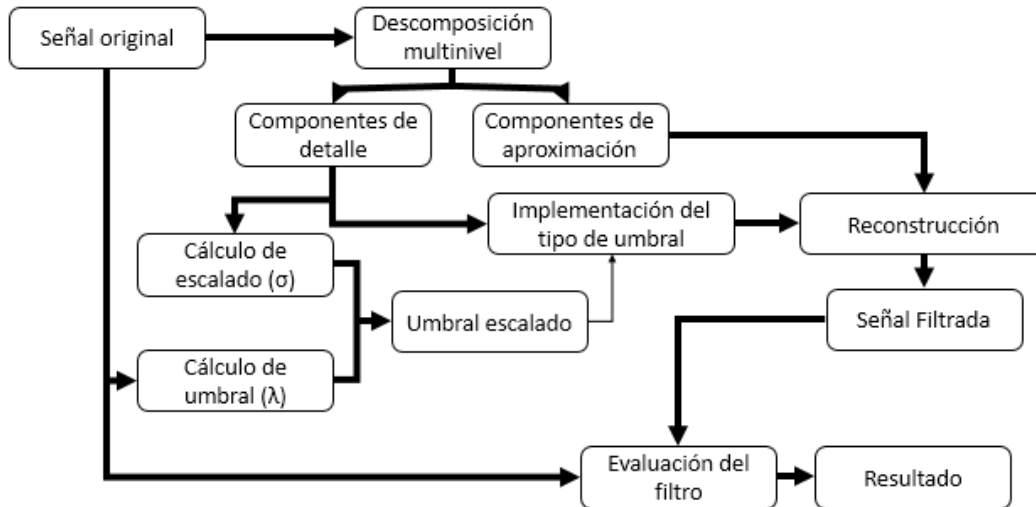 Señal original
Descomposición
multinivel
Componentes de
detalle
Componentes de
aproximación
Implementación del
tipo de umbral
Reconstrucción
Cálculo de
escalado (σ)
Umbral escalado
Señal Filtrada
Cálculo de
umbral (λ)
Evaluación del
filtro
Resultado